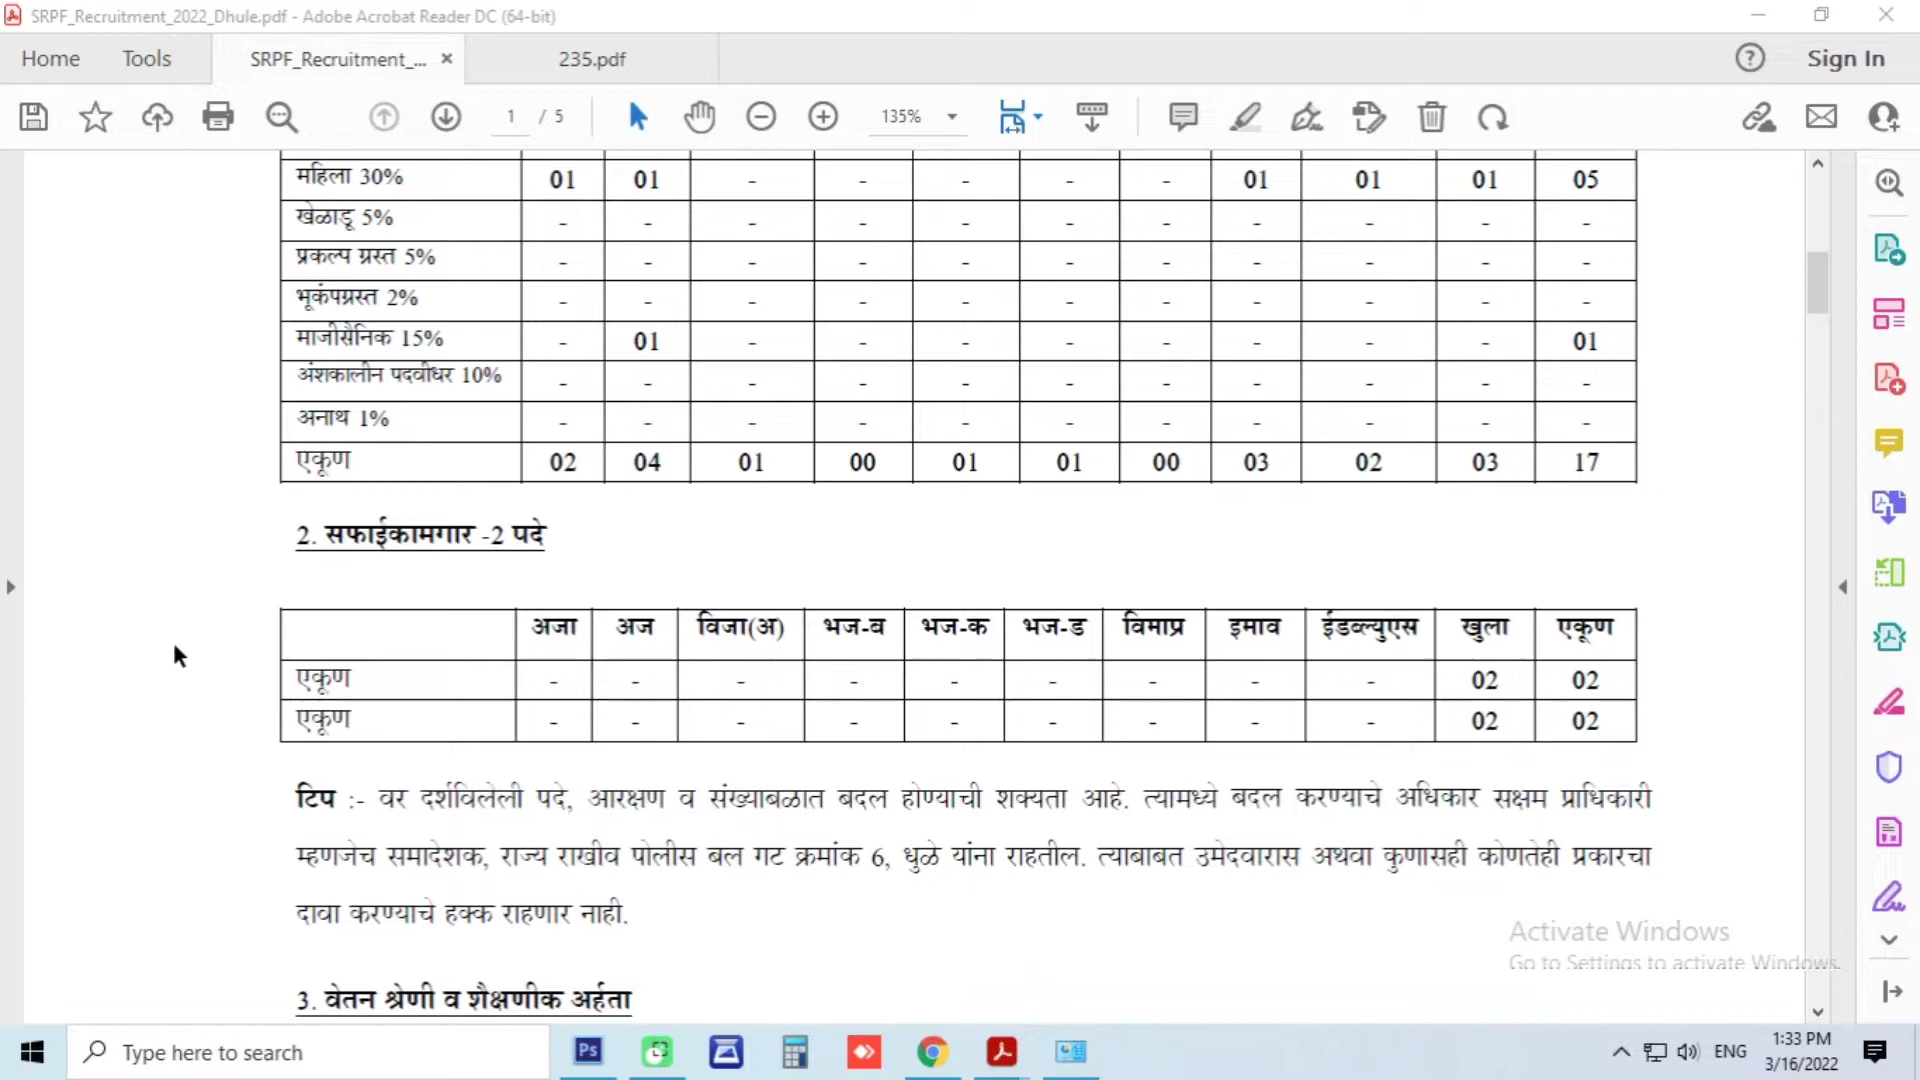 SRPF_Recruitment_2022_Dhule.pdf - Adobe Acrobat Reader DC (64-bit)
Home Tools SRPF_Recruitment_... × 235.pdf ? Sign In
1 / 5 135%
महिला 30% 01 01 - - - - - 01 01 01 05
खेळाडू 5% - - - - - - - - - - -
प्रकल्प ग्रस्त 5% - - - - - - - - - - -
भूकंपग्रस्त 2% - - - - - - - - - - -
माजीसैनिक 15% - 01 - - - - - - - - 01
अंशकालीन पदवीधर 10% - - - - - - - - - - -
अनाथ 1% - - - - - - - - - - -
एकूण 02 04 01 00 01 01 00 03 02 03 17
2. सफाईकामगार -2 पदे
अजा अज विजा(अ) भज-ब भज-क भज-ड विमाप्र इमाव ईडब्ल्युएस खुला एकूण
एकूण - - - - - - - - - 02 02
एकूण - - - - - - - - - 02 02
टिप :- वर दर्शविलेली पदे, आरक्षण व संख्याबळात बदल होण्याची शक्यता आहे. त्यामध्ये बदल करण्याचे अधिकार सक्षम प्राधिकारी
म्हणजेच समादेशक, राज्य राखीव पोलीस बल गट क्रमांक 6, धुळे यांना राहतील. त्याबाबत उमेदवारास अथवा कुणासही कोणतेही प्रकारचा
दावा करण्याचे हक्क राहणार नाही.
Activate Windows
Go to Settings to activate Windows.
3. वेतन श्रेणी व शैक्षणीक अर्हता
Type here to search
Ps
ENG
1:33 PM
3/16/2022